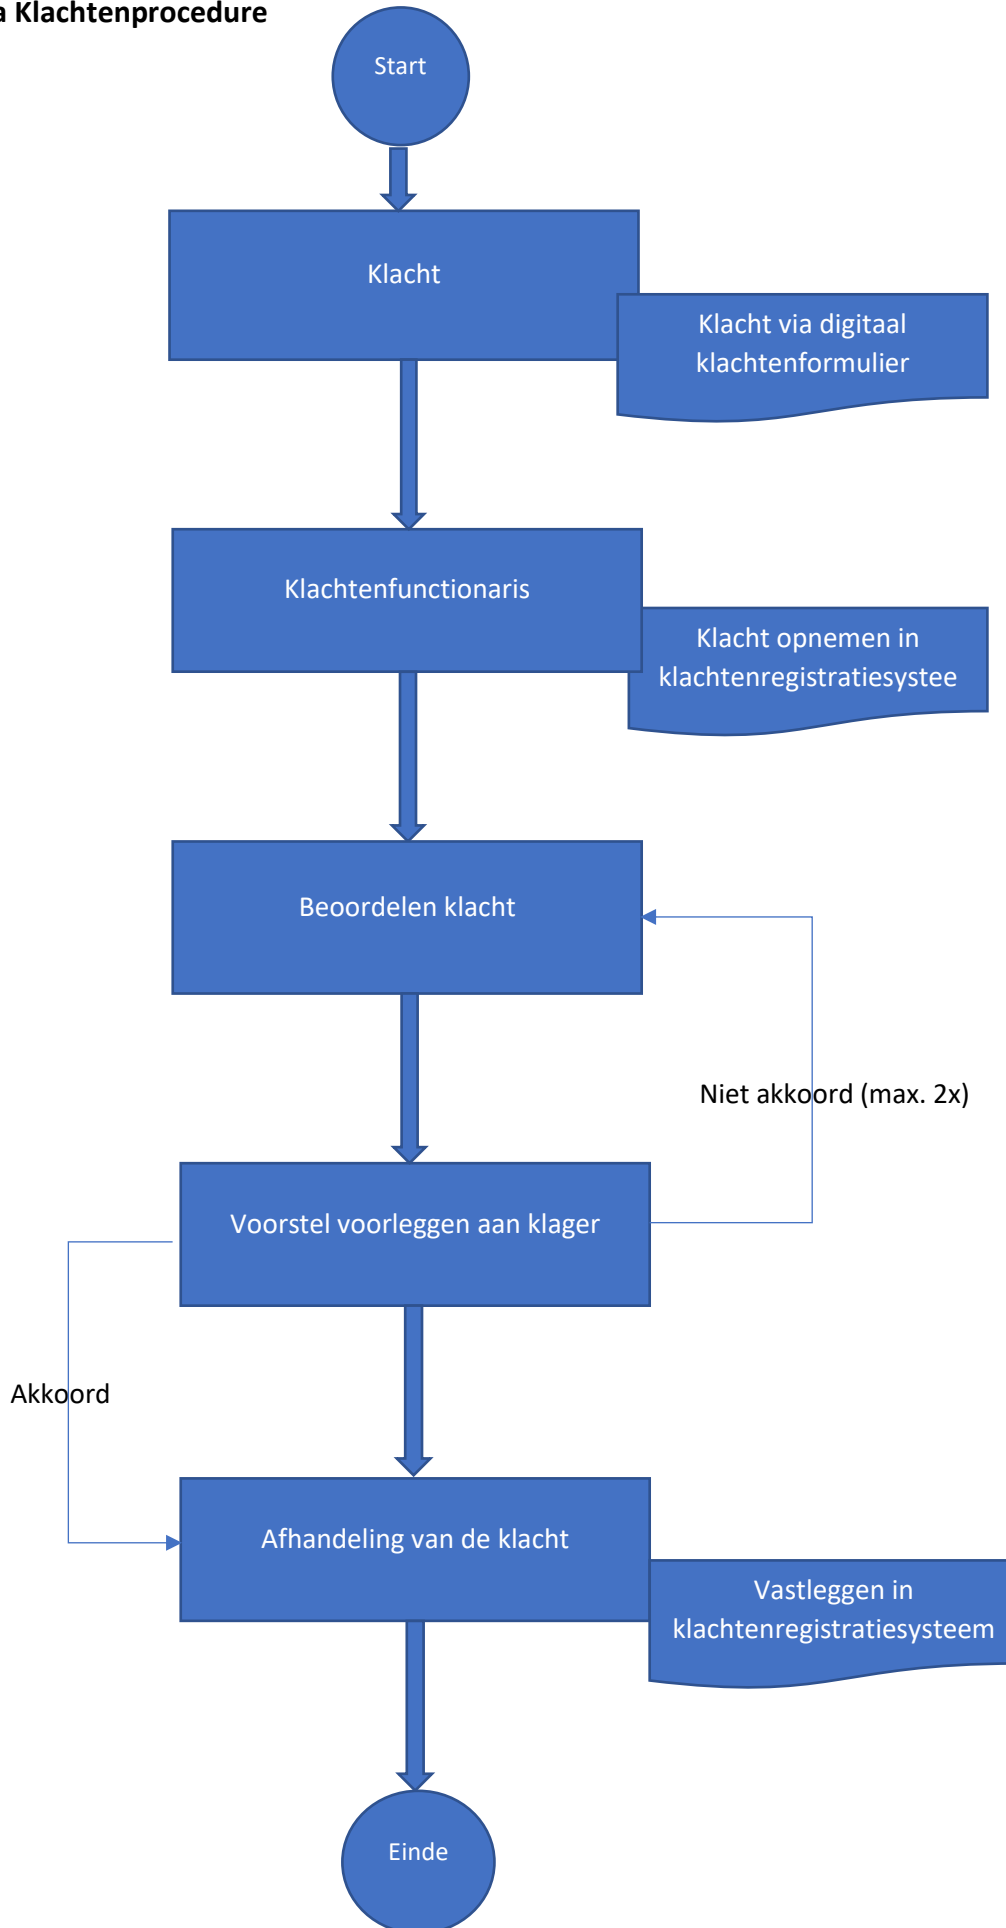 a Klachtenprocedure
Start
Klacht
Klacht via digitaal
klachtenformulier
Klachtenfunctionaris
Klacht opnemen in
klachtenregistratiesystee
Beoordelen klacht
Niet akkoord (max. 2x)
Voorstel voorleggen aan klager
Akkoord
Afhandeling van de klacht
Vastleggen in
klachtenregistratiesysteem
Einde